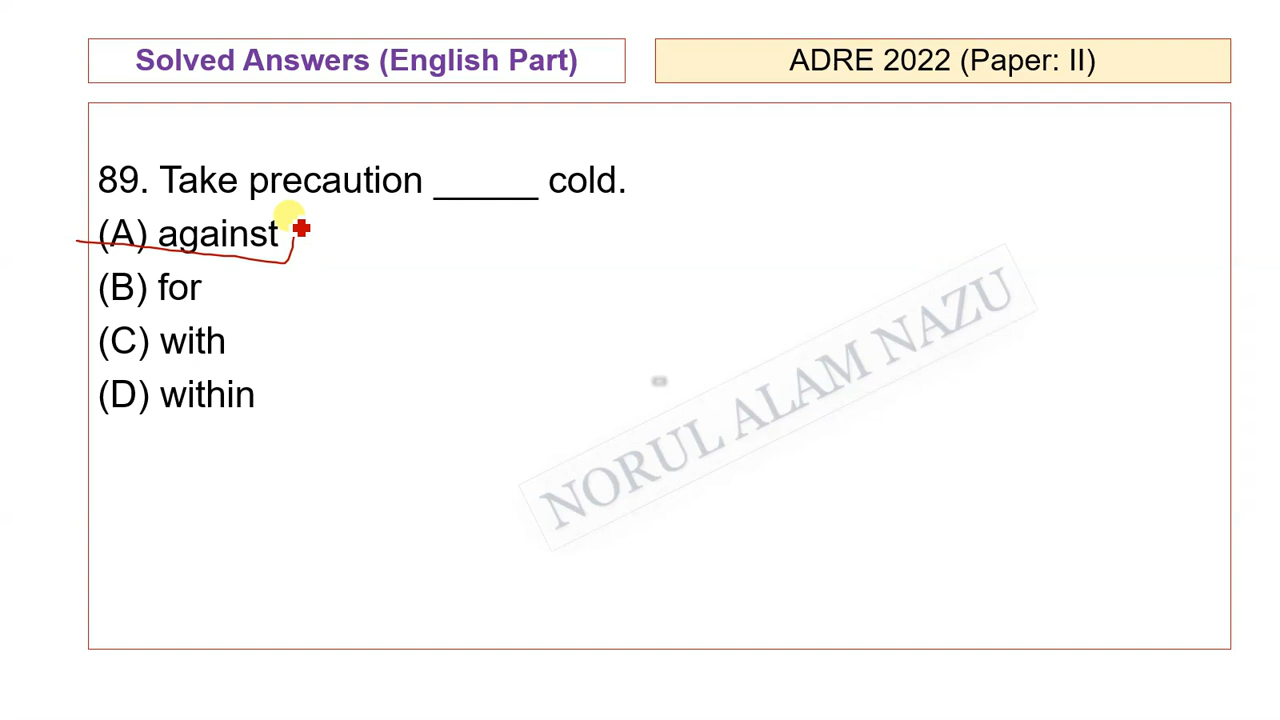 Solved Answers (English Part)
ADRE 2022 (Paper: II)
89. Take precaution _____ cold.
(A) against
(B) for
(C) with
(D) within
NORUL ALAM NAZU